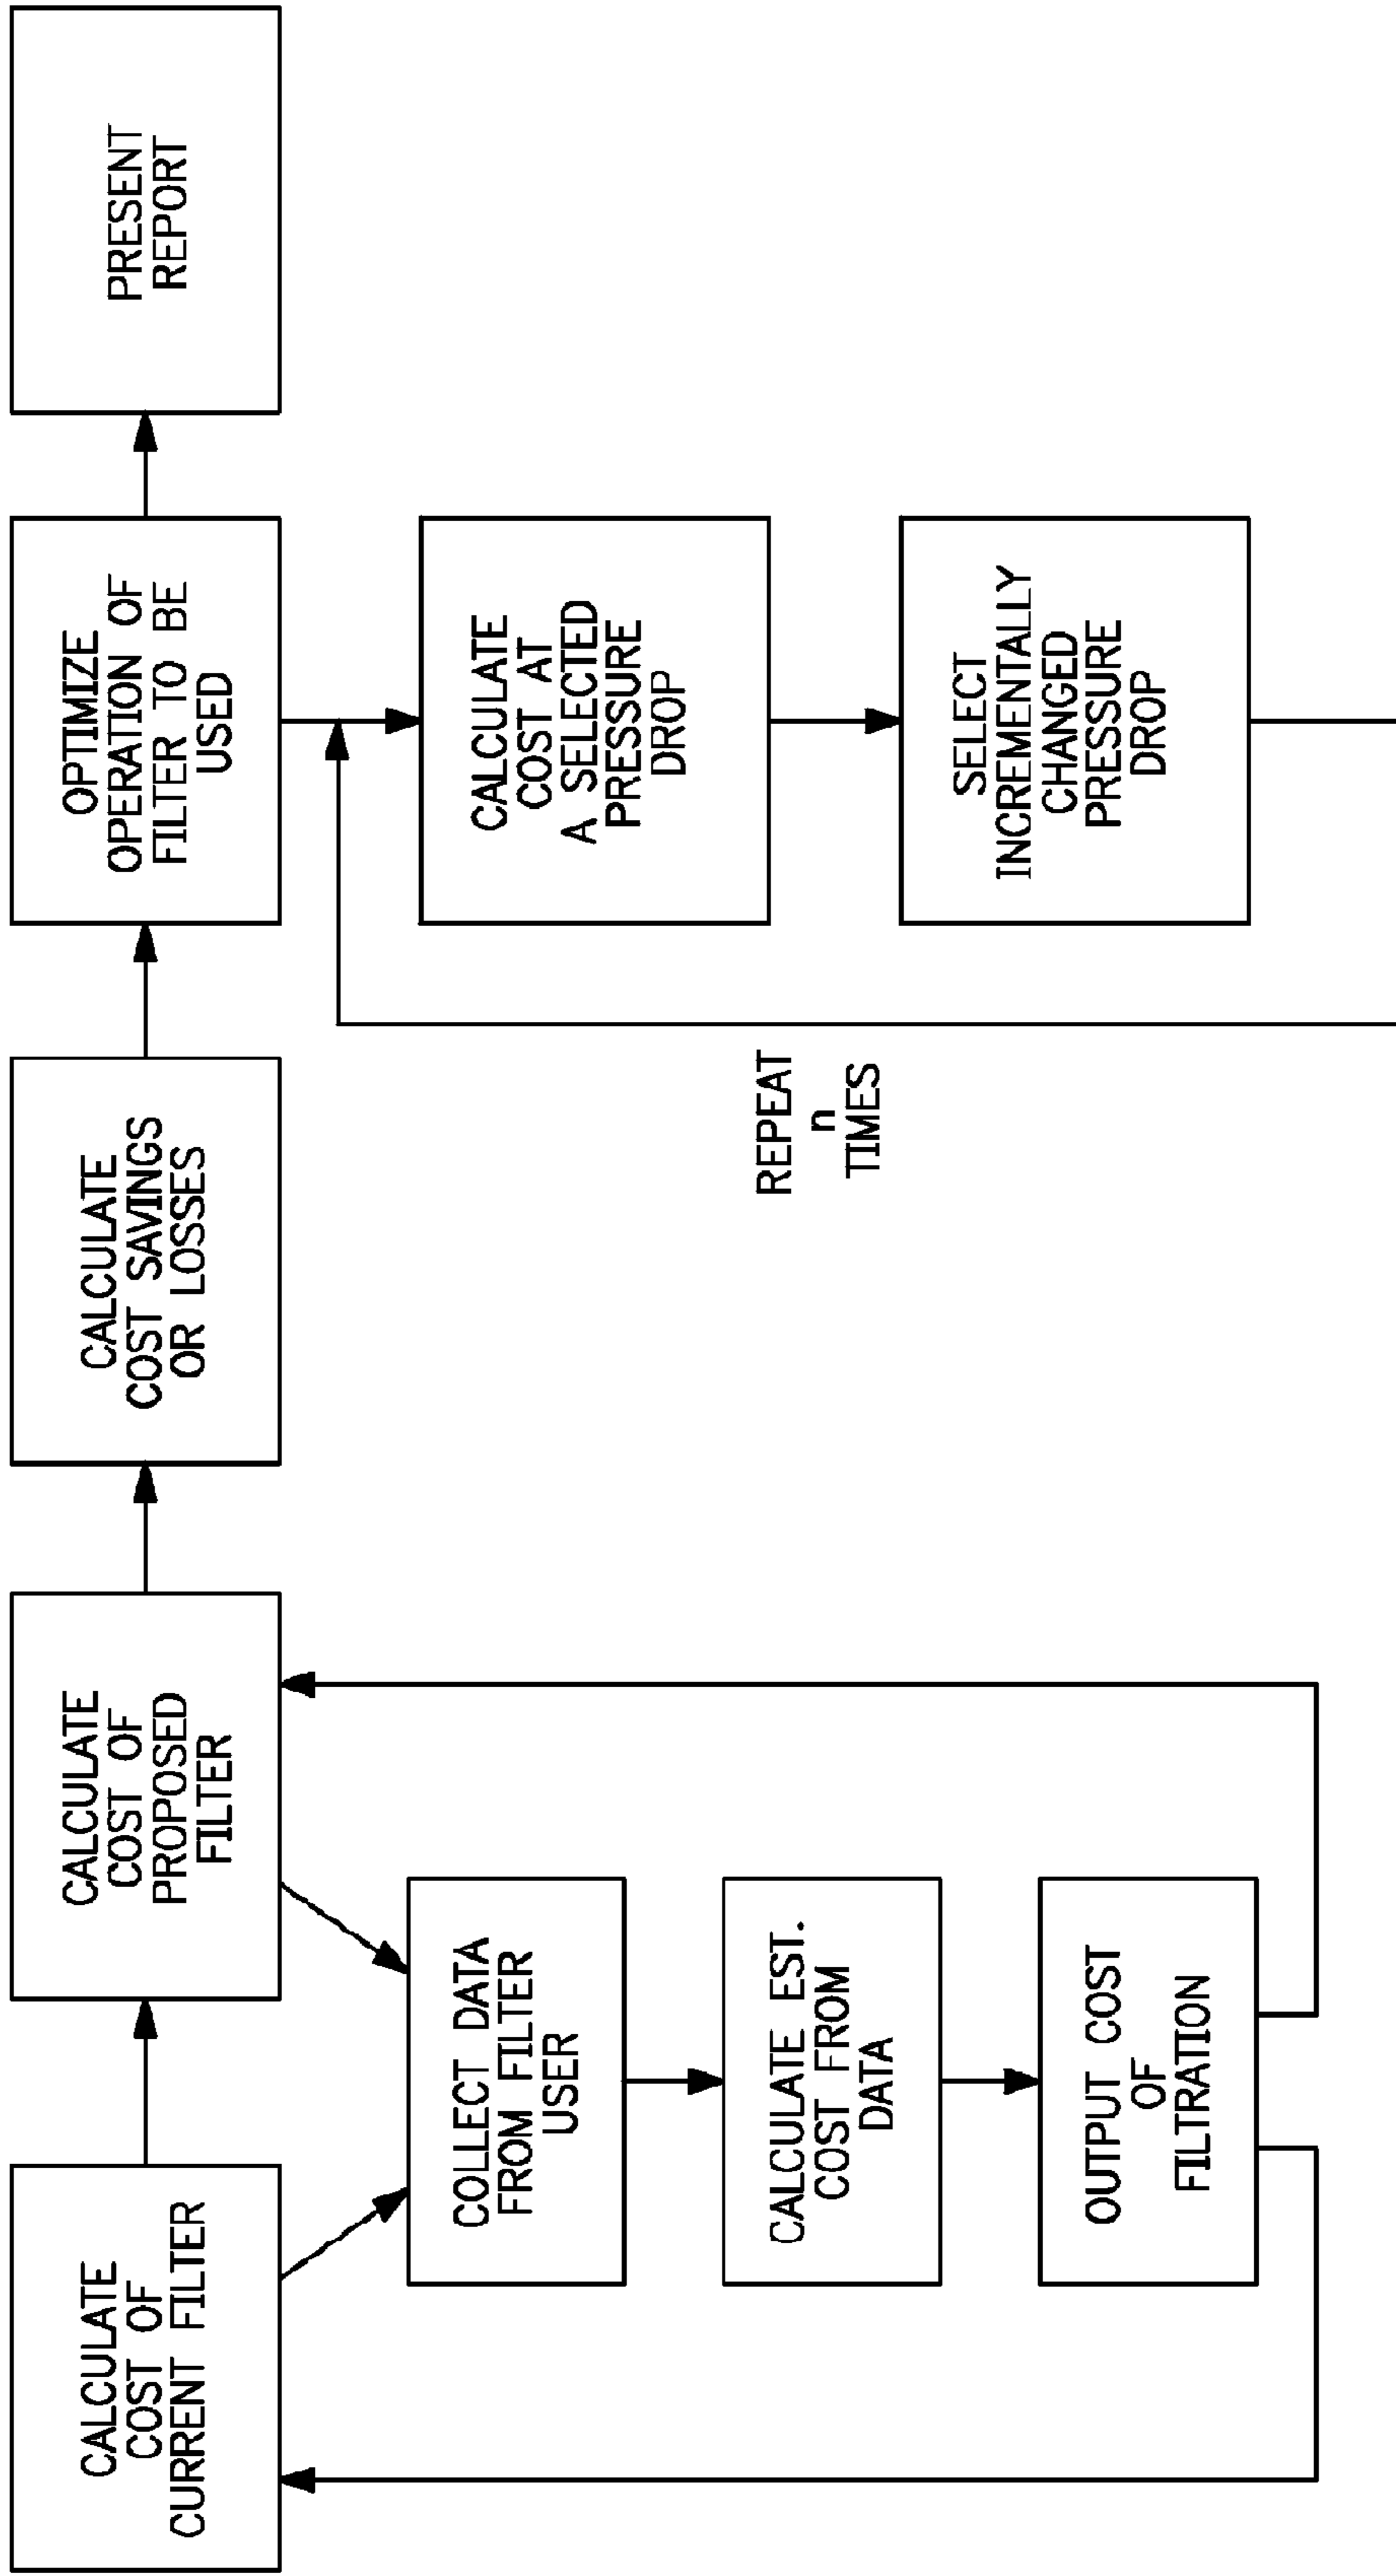 CALCULATE
COST OF
CURRENT FILTER
CALCULATE
COST OF
PROPOSED
FILTER
CALCULATE
COST SAVINGS
OR LOSSES
OPTIMIZE
OPERATION OF
FILTER TO BE
USED
PRESENT
REPORT
COLLECT DATA
FROM FILTER
USER
CALCULATE EST.
COST FROM
DATA
OUTPUT COST
OF
FILTRATION
CALCULATE
COST AT
A SELECTED
PRESSURE
DROP
SELECT
INCREMENTALLY
CHANGED
PRESSURE
DROP
REPEAT
n
TIMES